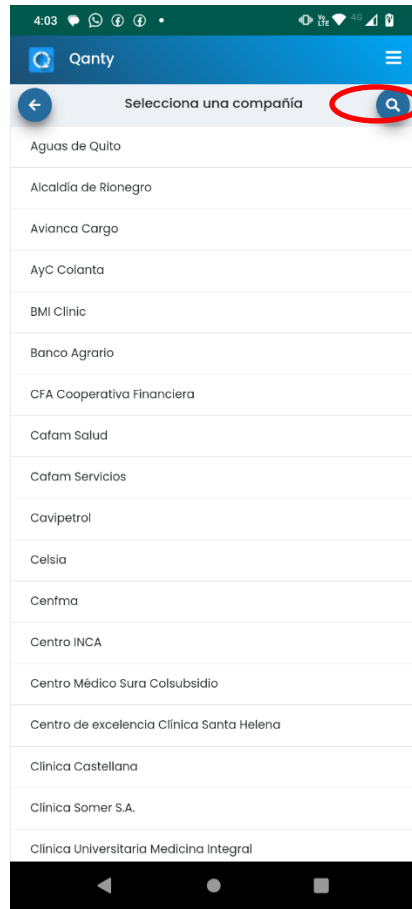 4:03 4G
Qanty
Selecciona una compañía
Aguas de Quito
Alcaldía de Rionegro
Avianca Cargo
AyC Colanta
BMI Clinic
Banco Agrario
CFA Cooperativa Financiera
Cafam Salud
Cafam Servicios
Cavipetrol
Celsia
Cenfma
Centro INCA
Centro Médico Sura Colsubsidio
Centro de excelencia Clínica Santa Helena
Clínica Castellana
Clínica Somer S.A.
Clínica Universitaria Medicina Integral